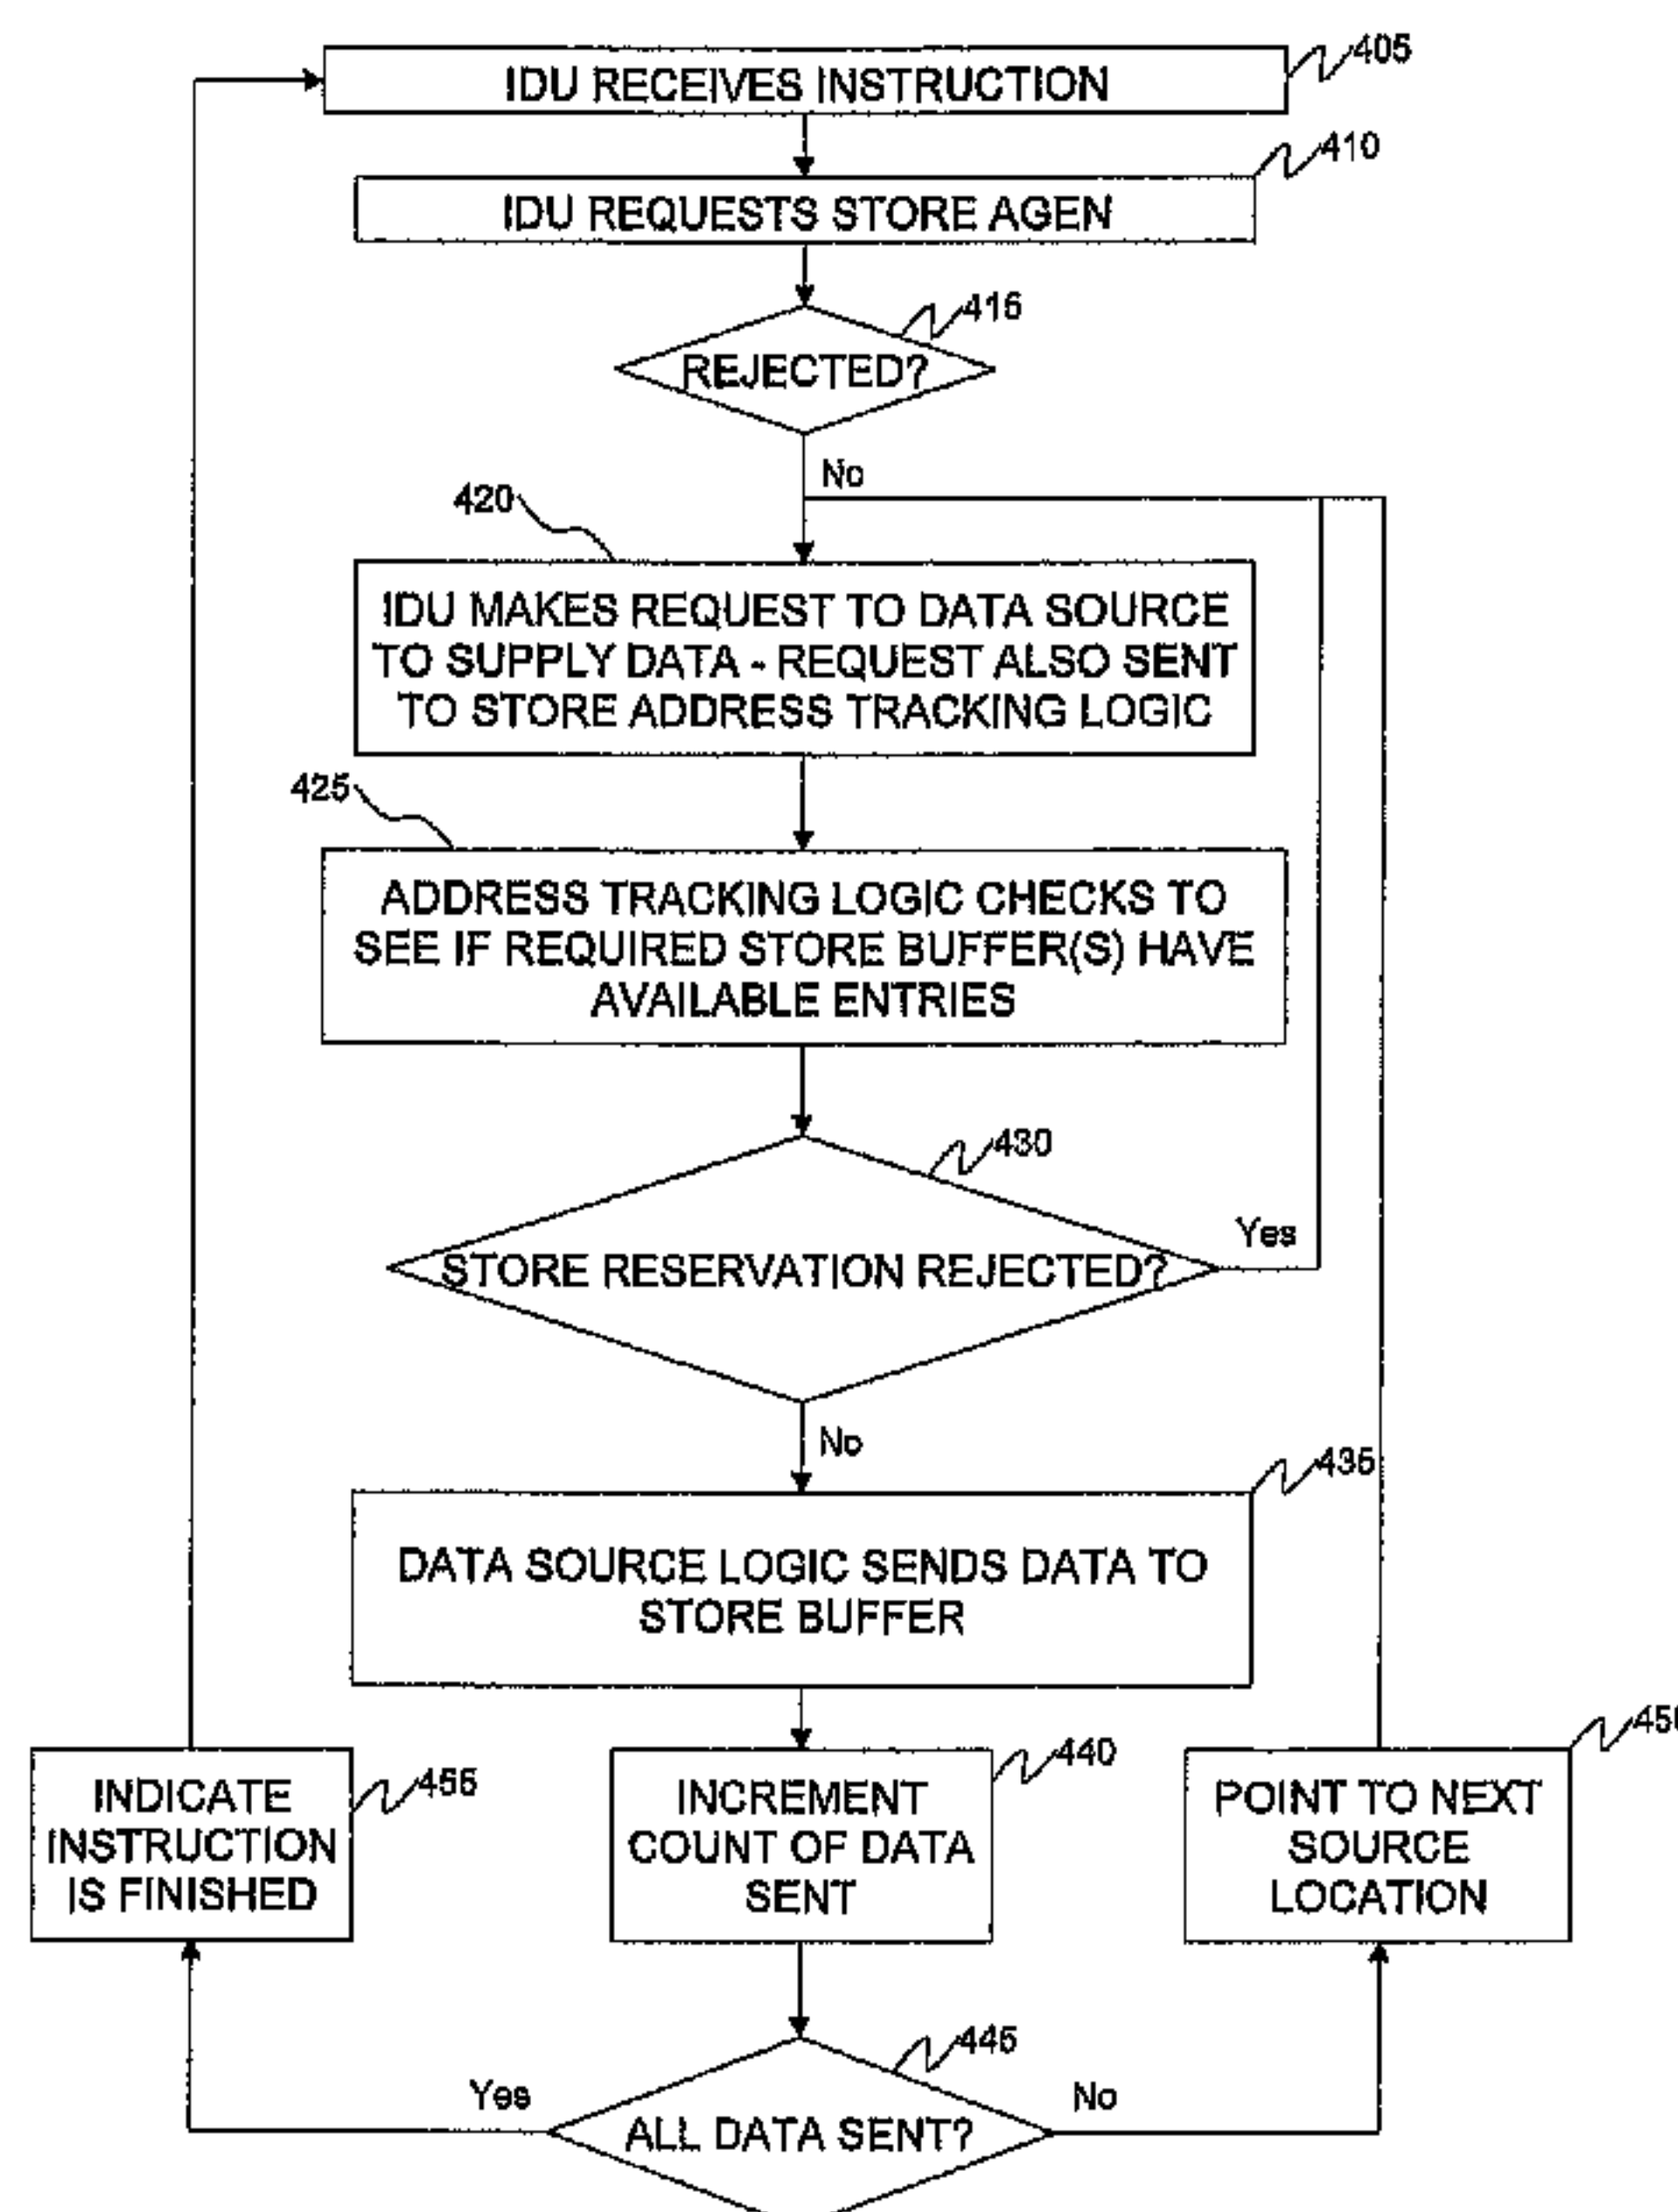 405
IDU RECEIVES INSTRUCTION
410
IDU REQUESTS STORE AGEN
415
REJECTED?
No
420
IDU MAKES REQUEST TO DATA SOURCE
TO SUPPLY DATA - REQUEST ALSO SENT
TO STORE ADDRESS TRACKING LOGIC
425
ADDRESS TRACKING LOGIC CHECKS TO
SEE IF REQUIRED STORE BUFFER(S) HAVE
AVAILABLE ENTRIES
430
STORE RESERVATION REJECTED?
Yes
No
435
DATA SOURCE LOGIC SENDS DATA TO
STORE BUFFER
455
INDICATE
INSTRUCTION
IS FINISHED
440
INCREMENT
COUNT OF DATA
SENT
450
POINT TO NEXT
SOURCE
LOCATION
445
Yes
ALL DATA SENT?
No